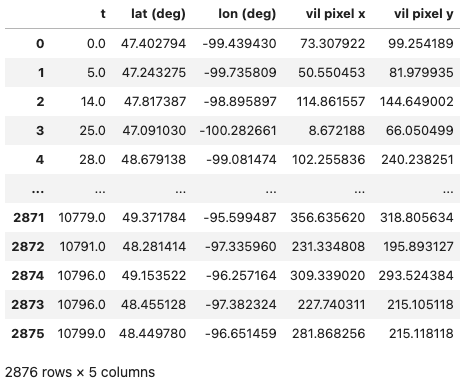 t lat (deg) lon (deg) vil pixel x vil pixel y
0 0.0 47.402794 -99.439430 73.307922 99.254189
1 5.0 47.243275 -99.735809 50.550453 81.979935
2 14.0 47.817387 -98.895897 114.861557 144.649002
3 25.0 47.091030 -100.282661 8.672188 66.050499
4 28.0 48.679138 -99.081474 102.255836 240.238251
... ... ... ... ... ...
2871 10779.0 49.371784 -95.599487 356.635620 318.805634
2872 10791.0 48.281414 -97.335960 231.334808 195.893127
2874 10796.0 49.153522 -96.257164 309.339020 293.524384
2873 10796.0 48.455128 -97.382324 227.740311 215.105118
2875 10799.0 48.449780 -96.651459 281.868256 215.118118
2876 rows × 5 columns